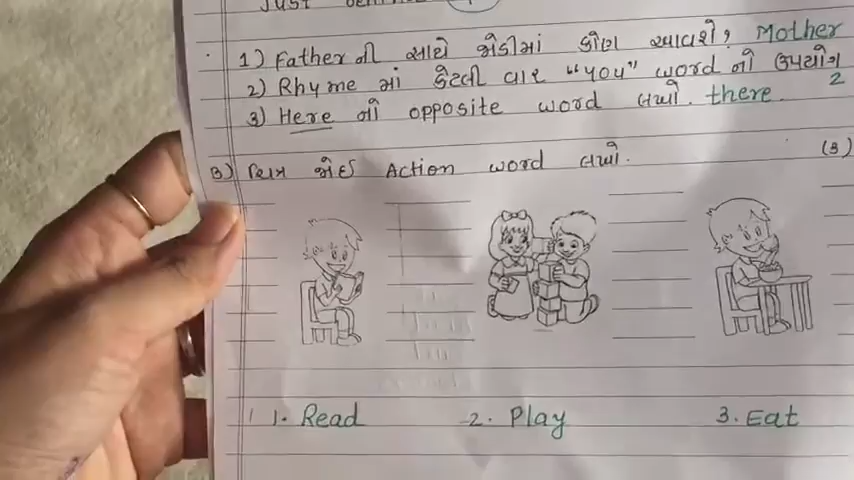 1) Father ની સાથે જોડીમાં કોણ આવશે? Mother
2) Rhyme માં કેટલી વાર "you" word નો ઉપયોગ 2
3) Here નો opposite word લખો. there
B) ચિત્ર જોઈ Action word લખો. (3)
1. Read 2. Play 3. Eat